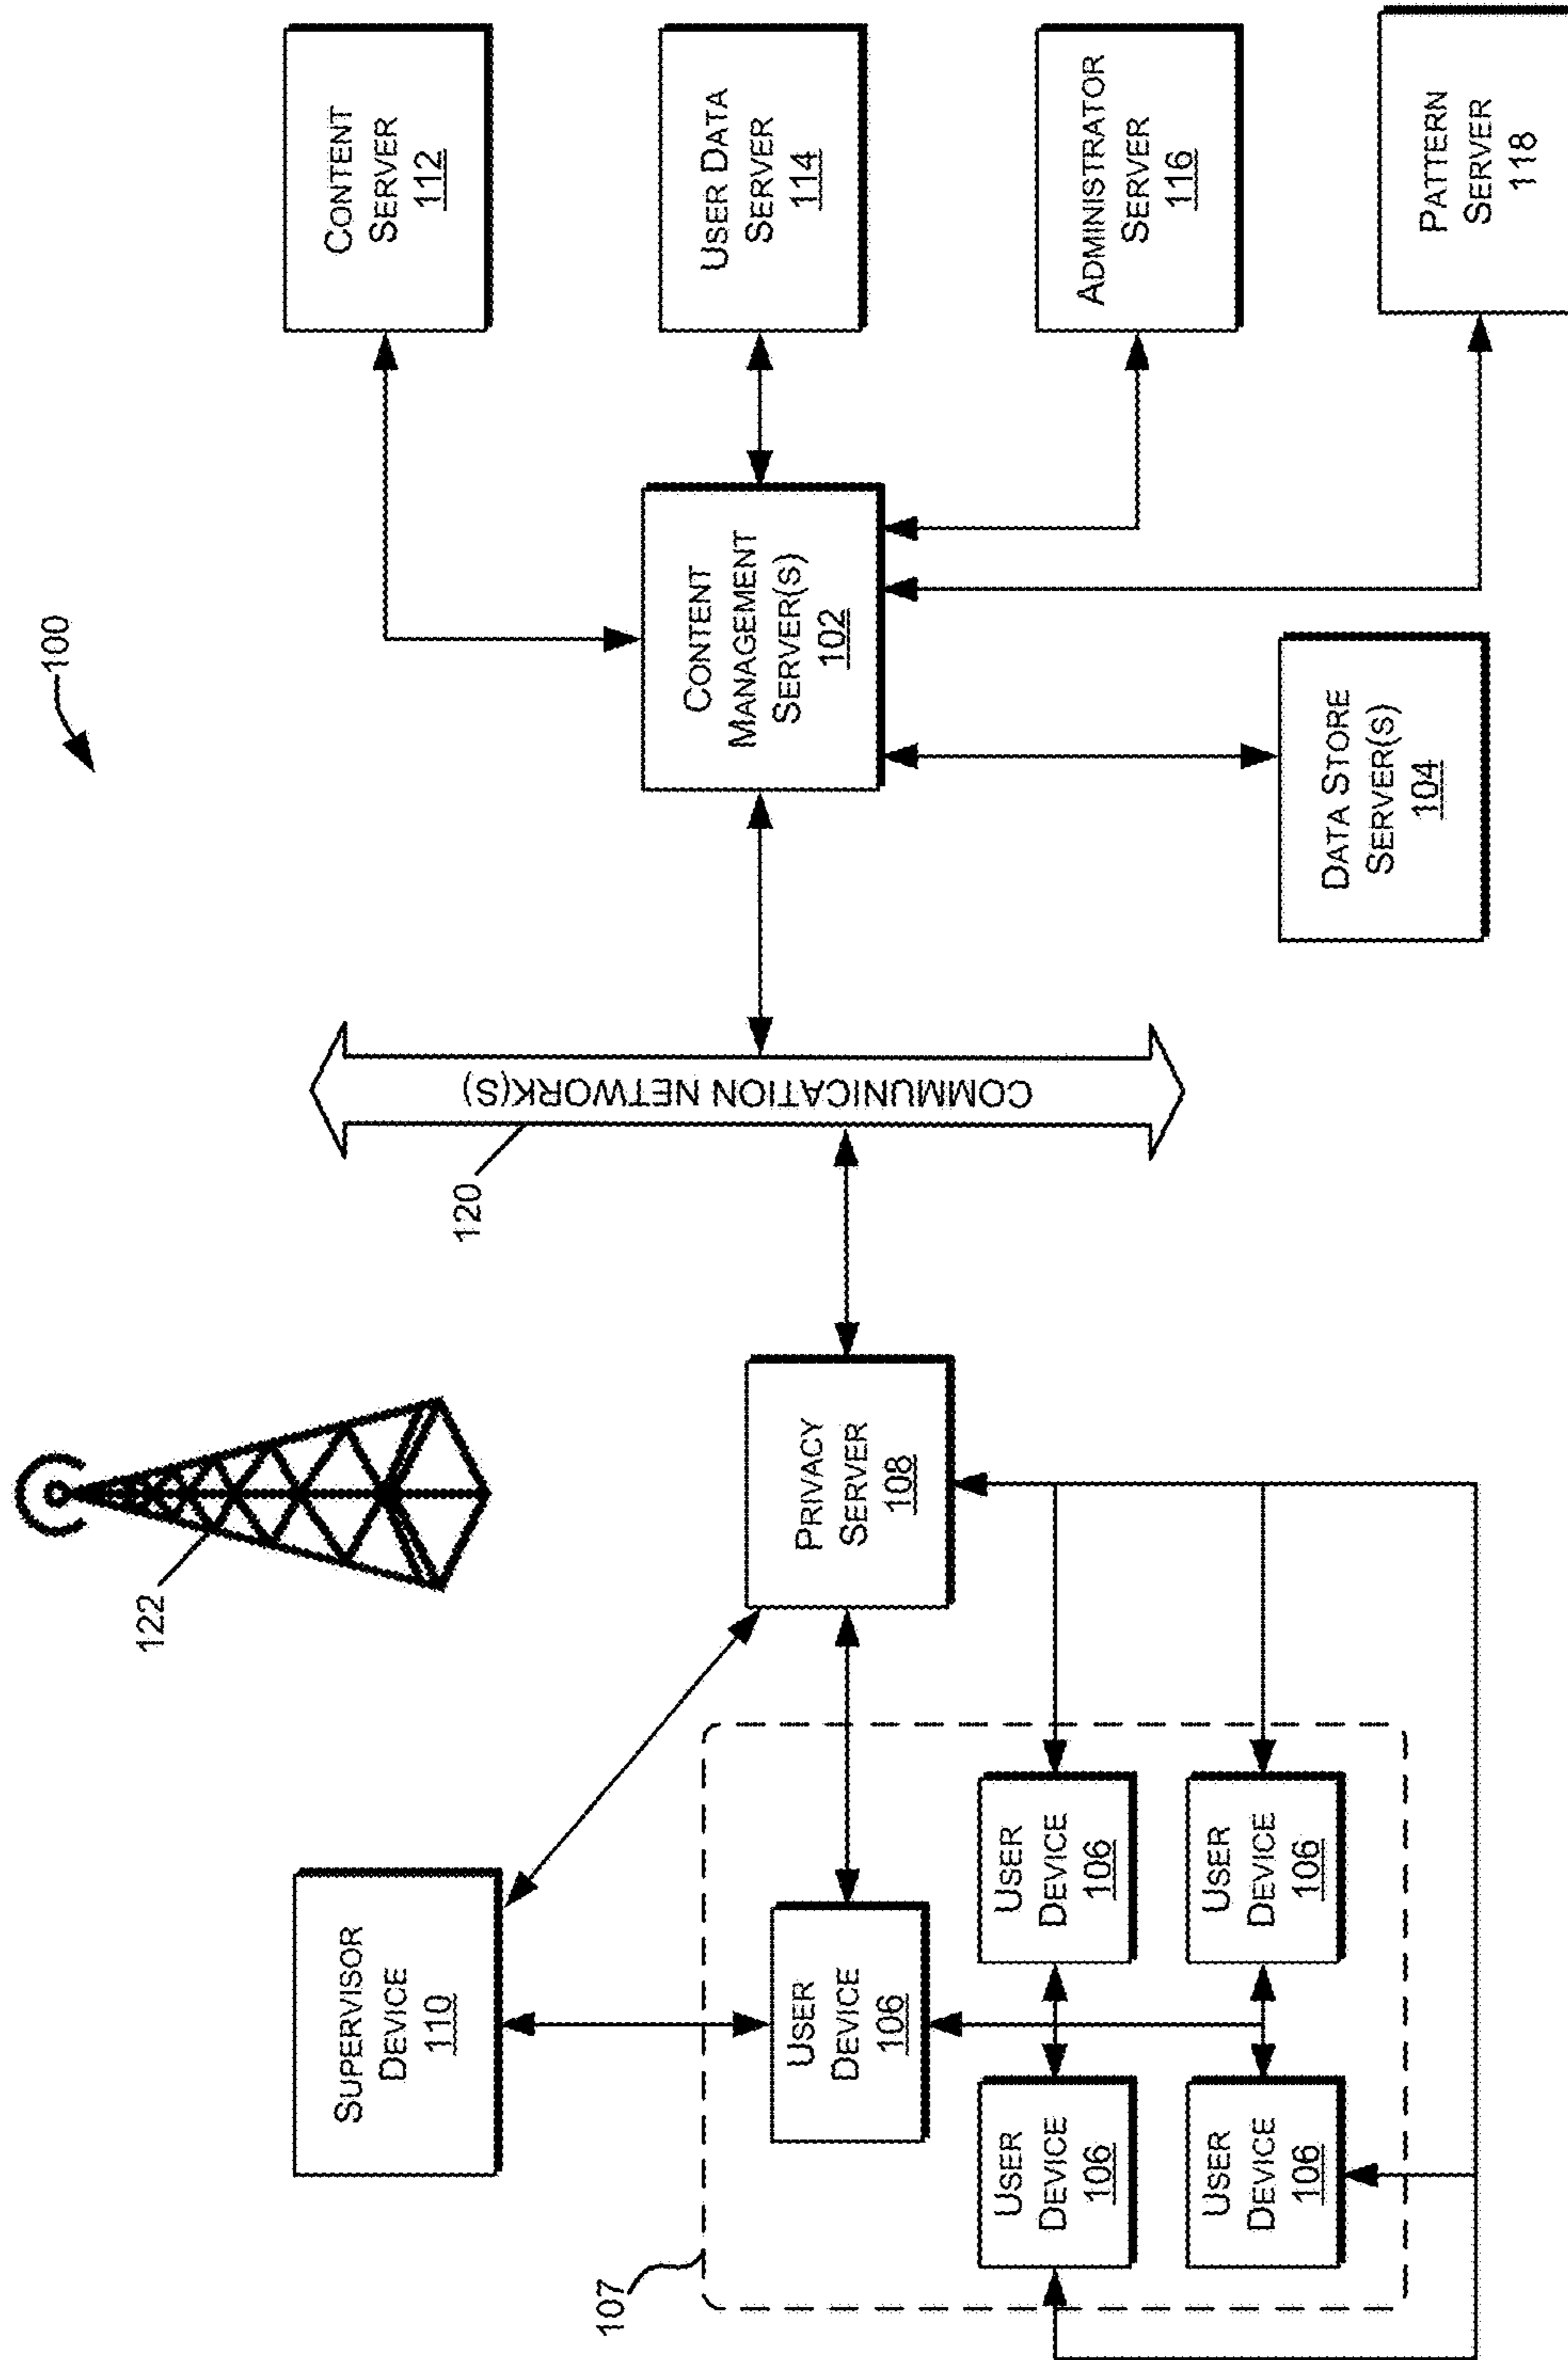 100
122
120
107
SUPERVISOR
DEVICE
110
USER
DEVICE
106
USER
DEVICE
106
USER
DEVICE
106
USER
DEVICE
106
USER
DEVICE
106
PRIVACY
SERVER
108
COMMUNICATION NETWORK(S)
CONTENT
MANAGEMENT
SERVER(S)
102
DATA STORE
SERVER(S)
104
CONTENT
SERVER
112
USER DATA
SERVER
114
ADMINISTRATOR
SERVER
116
PATTERN
SERVER
118